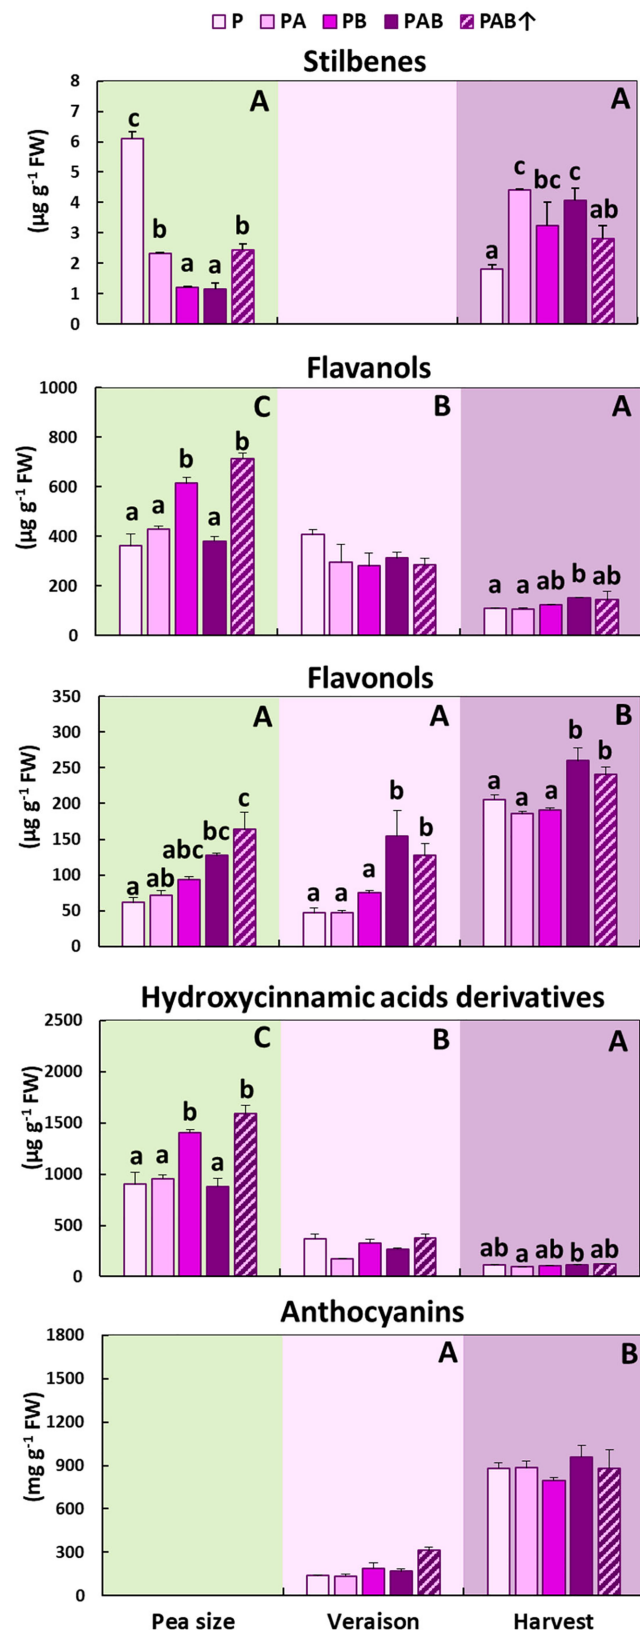 P PA PB PAB PAB↑
Stilbenes
8
7
6
5
4
3
2
1
0
(µg g-1 FW)
A
A
c
b
a
a
b
a
c
bc
c
ab
Flavanols
1000
800
600
400
200
0
(µg g-1 FW)
C
B
A
a
a
b
a
b
a
a
ab
b
ab
Flavonols
350
300
250
200
150
100
50
0
(µg g-1 FW)
A
A
B
a
ab
abc
bc
c
a
a
a
b
b
a
a
a
b
b
Hydroxycinnamic acids derivatives
2500
2000
1500
1000
500
0
(µg g-1 FW)
C
B
A
a
a
b
a
b
ab
a
ab
b
ab
Anthocyanins
1800
1500
1200
900
600
300
0
(mg g-1 FW)
A
B
Pea size Veraison Harvest